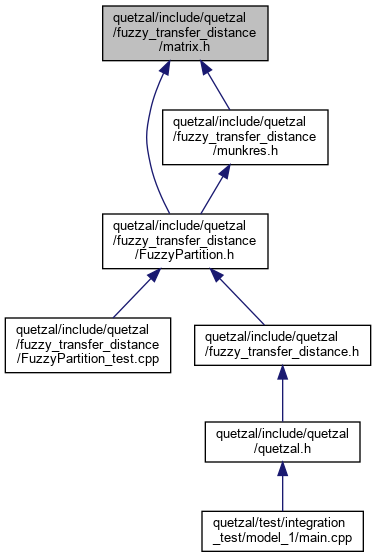 quetzal/include/quetzal
/fuzzy_transfer_distance
/matrix.h
quetzal/include/quetzal
/fuzzy_transfer_distance
/munkres.h
quetzal/include/quetzal
/fuzzy_transfer_distance
/FuzzyPartition.h
quetzal/include/quetzal
/fuzzy_transfer_distance
/FuzzyPartition_test.cpp
quetzal/include/quetzal
/fuzzy_transfer_distance.h
quetzal/include/quetzal
/quetzal.h
quetzal/test/integration
_test/model_1/main.cpp